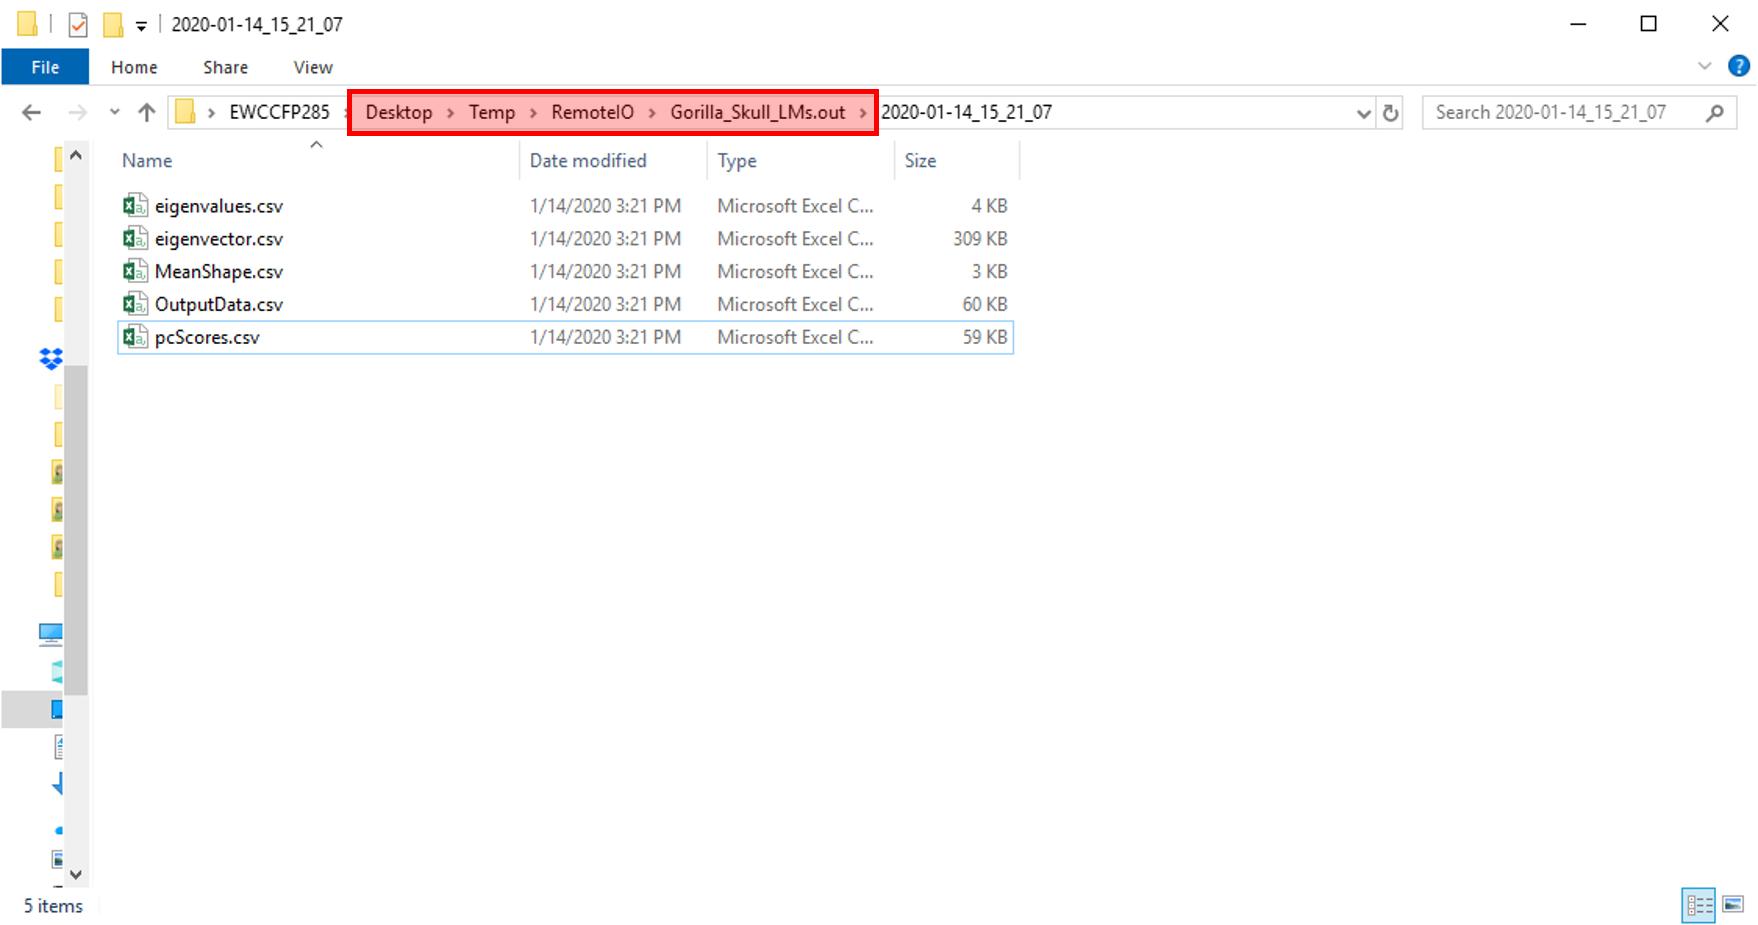 2020-01-14_15_21_07
File Home Share View
EWCCFP285 Desktop Temp RemoteIO Gorilla_Skull_LMs.out 2020-01-14_15_21_07 Search 2020-01-14_15_21_07
Name Date modified Type Size
eigenvalues.csv 1/14/2020 3:21 PM Microsoft Excel C... 4 KB
eigenvector.csv 1/14/2020 3:21 PM Microsoft Excel C... 309 KB
MeanShape.csv 1/14/2020 3:21 PM Microsoft Excel C... 3 KB
OutputData.csv 1/14/2020 3:21 PM Microsoft Excel C... 60 KB
pcScores.csv 1/14/2020 3:21 PM Microsoft Excel C... 59 KB
5 items